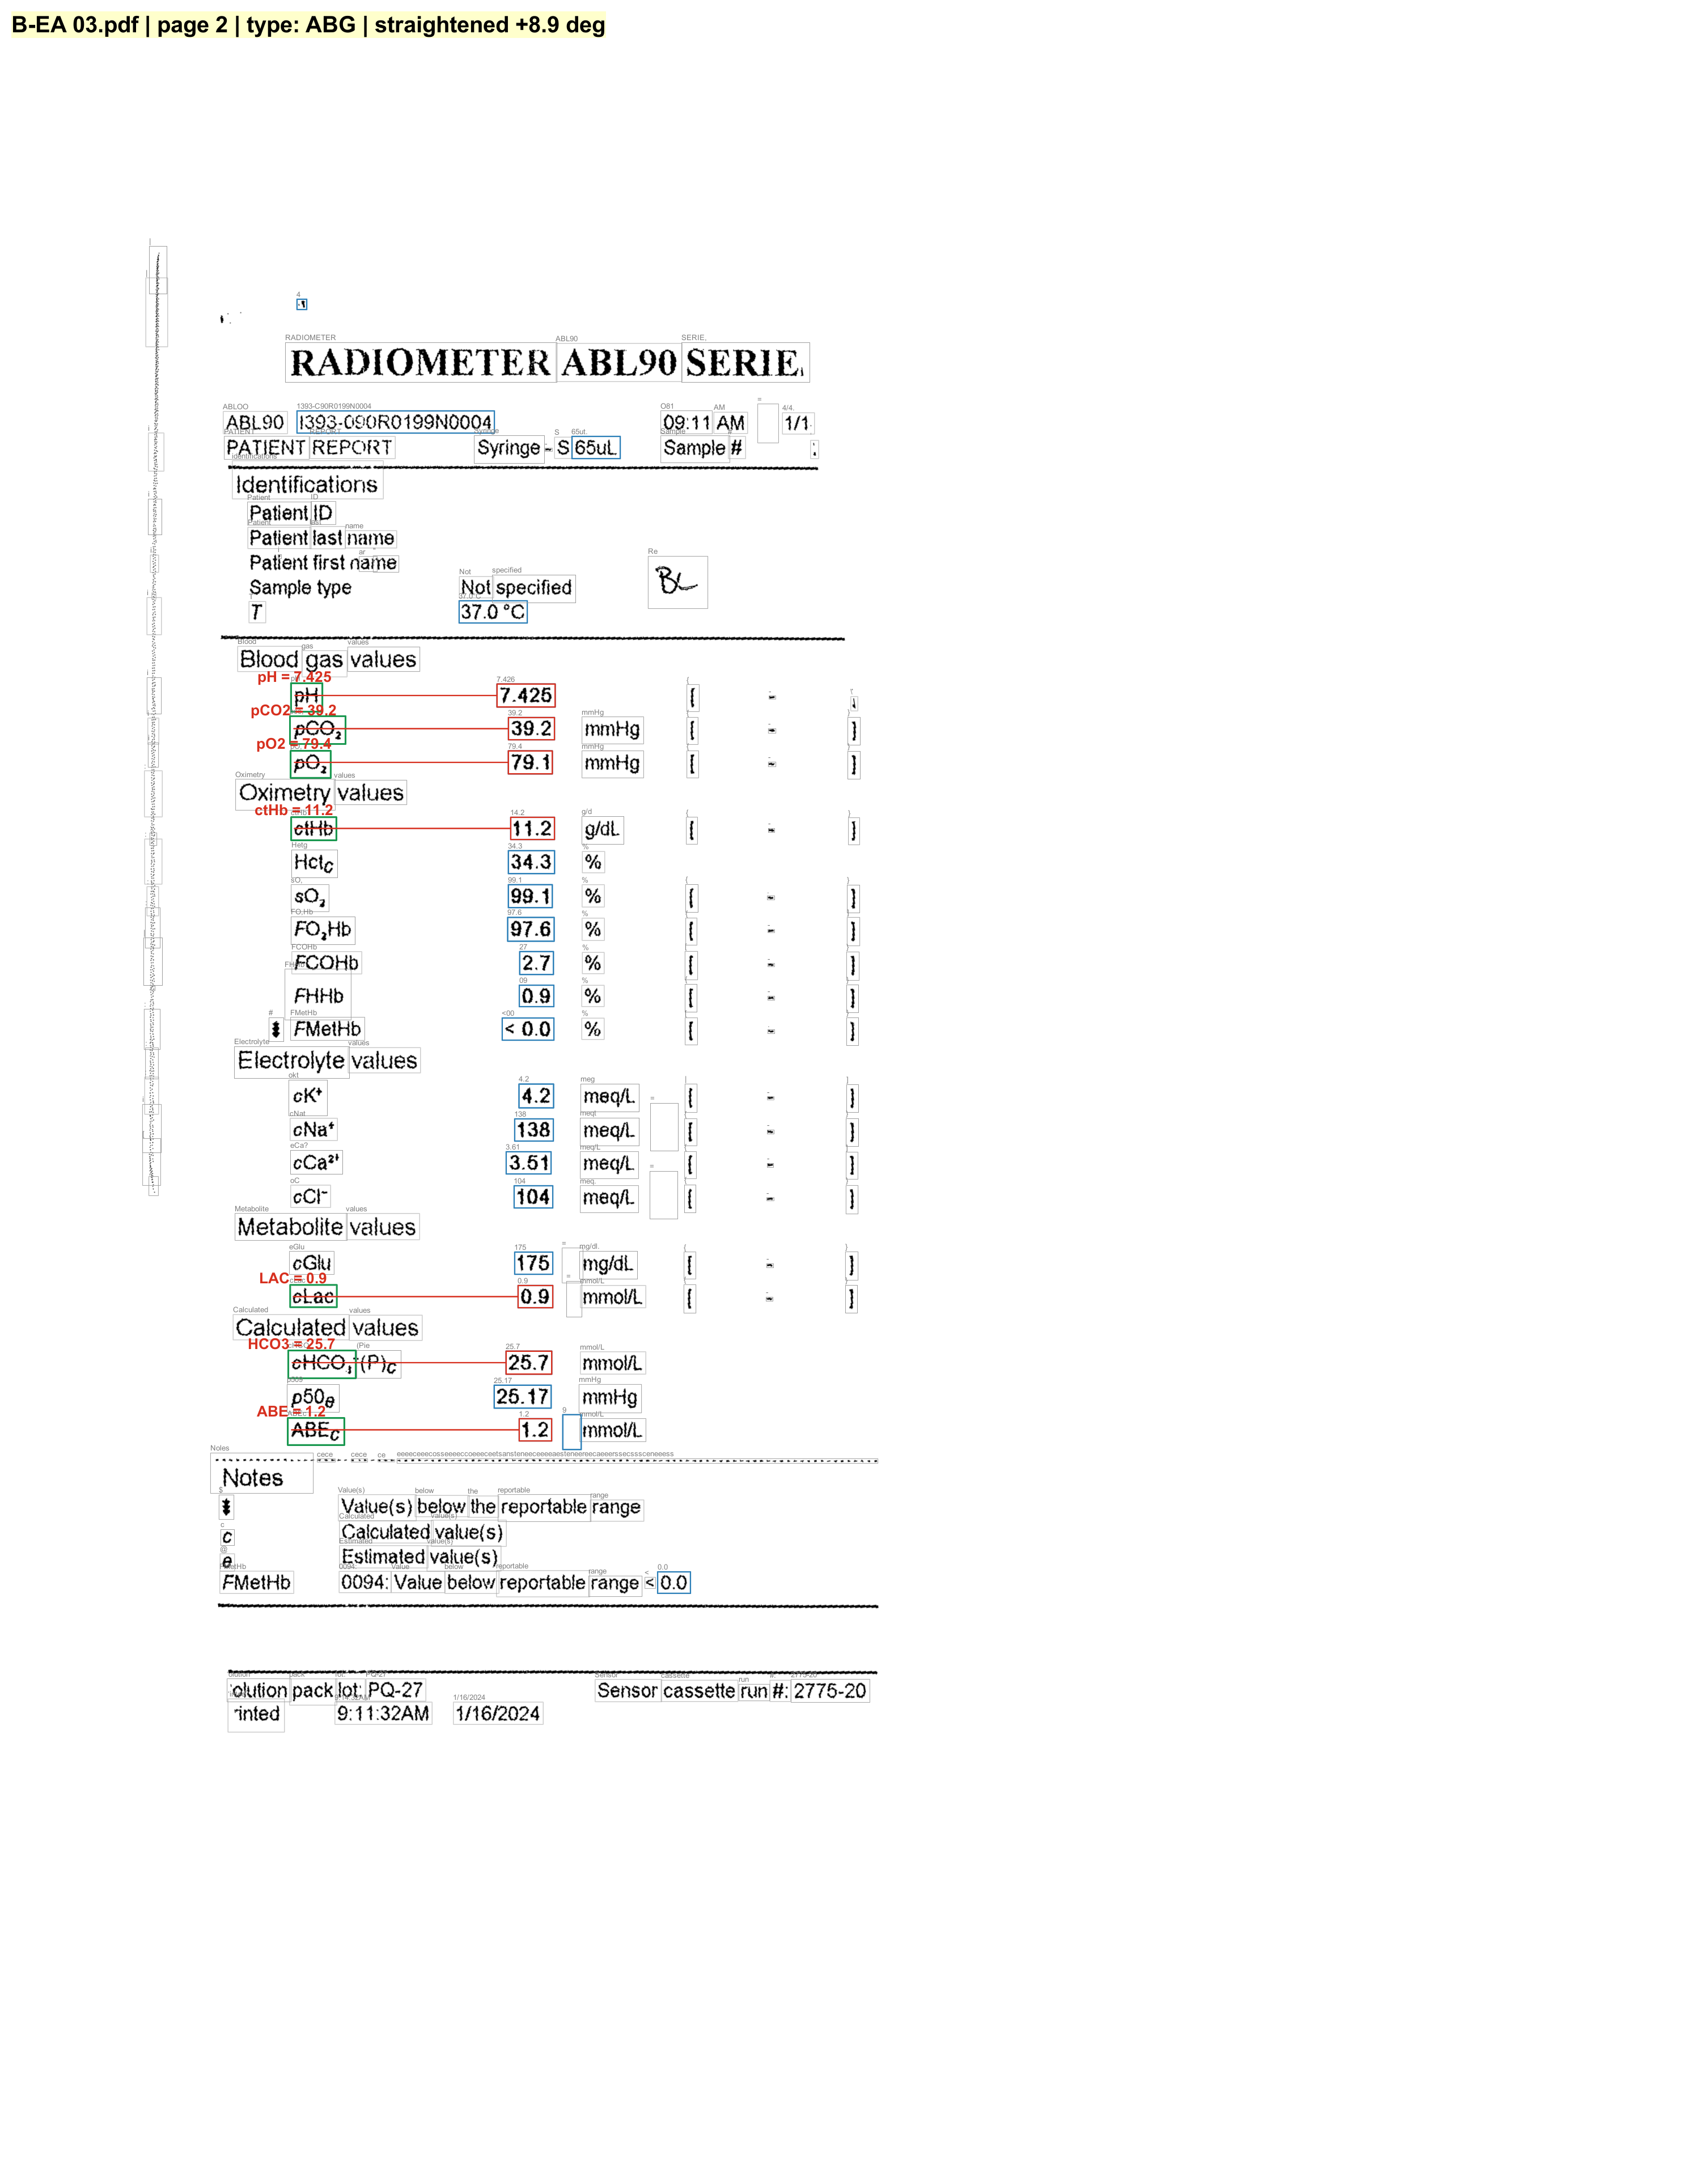 B-EA 03.pdf | page 2 | type: ABG | straightened +8.9 deg
RADIOMETER ABL90 SERIE
ABL90 I393-090R0199N0004 09:11 AM 1/1
PATIENT REPORT Syringe - S 65uL Sample #
Identifications
Patient ID
Patient last name
Patient first name
Sample type Not specified
BL
T 37.0 °C
Blood gas values
pH = 7.425
pH 7.425 [ - ]
pCO2 = 39.2
pCO₂ 39.2 mmHg [ - ]
pO2 = 79.4
pO₂ 79.1 mmHg [ - ]
Oximetry values
ctHb = 11.2
ctHb 11.2 g/dL [ - ]
Hctc 34.3 %
sO₂ 99.1 % [ - ]
FO₂Hb 97.6 % [ - ]
FCOHb 2.7 % [ - ]
FHHb 0.9 % [ - ]
FMetHb < 0.0 % [ - ]
Electrolyte values
cK⁺ 4.2 meq/L [ - ]
cNa⁺ 138 meq/L [ - ]
cCa²⁺ 3.51 meq/L [ - ]
cCl⁻ 104 meq/L [ - ]
Metabolite values
cGlu 175 mg/dL [ - ]
LAC = 0.9
cLac 0.9 mmol/L [ - ]
Calculated values
HCO3 = 25.7
cHCO₃⁻(P)c 25.7 mmol/L
p50e 25.17 mmHg
ABE = 1.2
ABEc 1.2 mmol/L
Notes
Value(s) below the reportable range
c Calculated value(s)
e Estimated value(s)
FMetHb 0094: Value below reportable range < 0.0
olution pack lot: PQ-27 Sensor cassette run #: 2775-20
rinted 9:11:32AM 1/16/2024